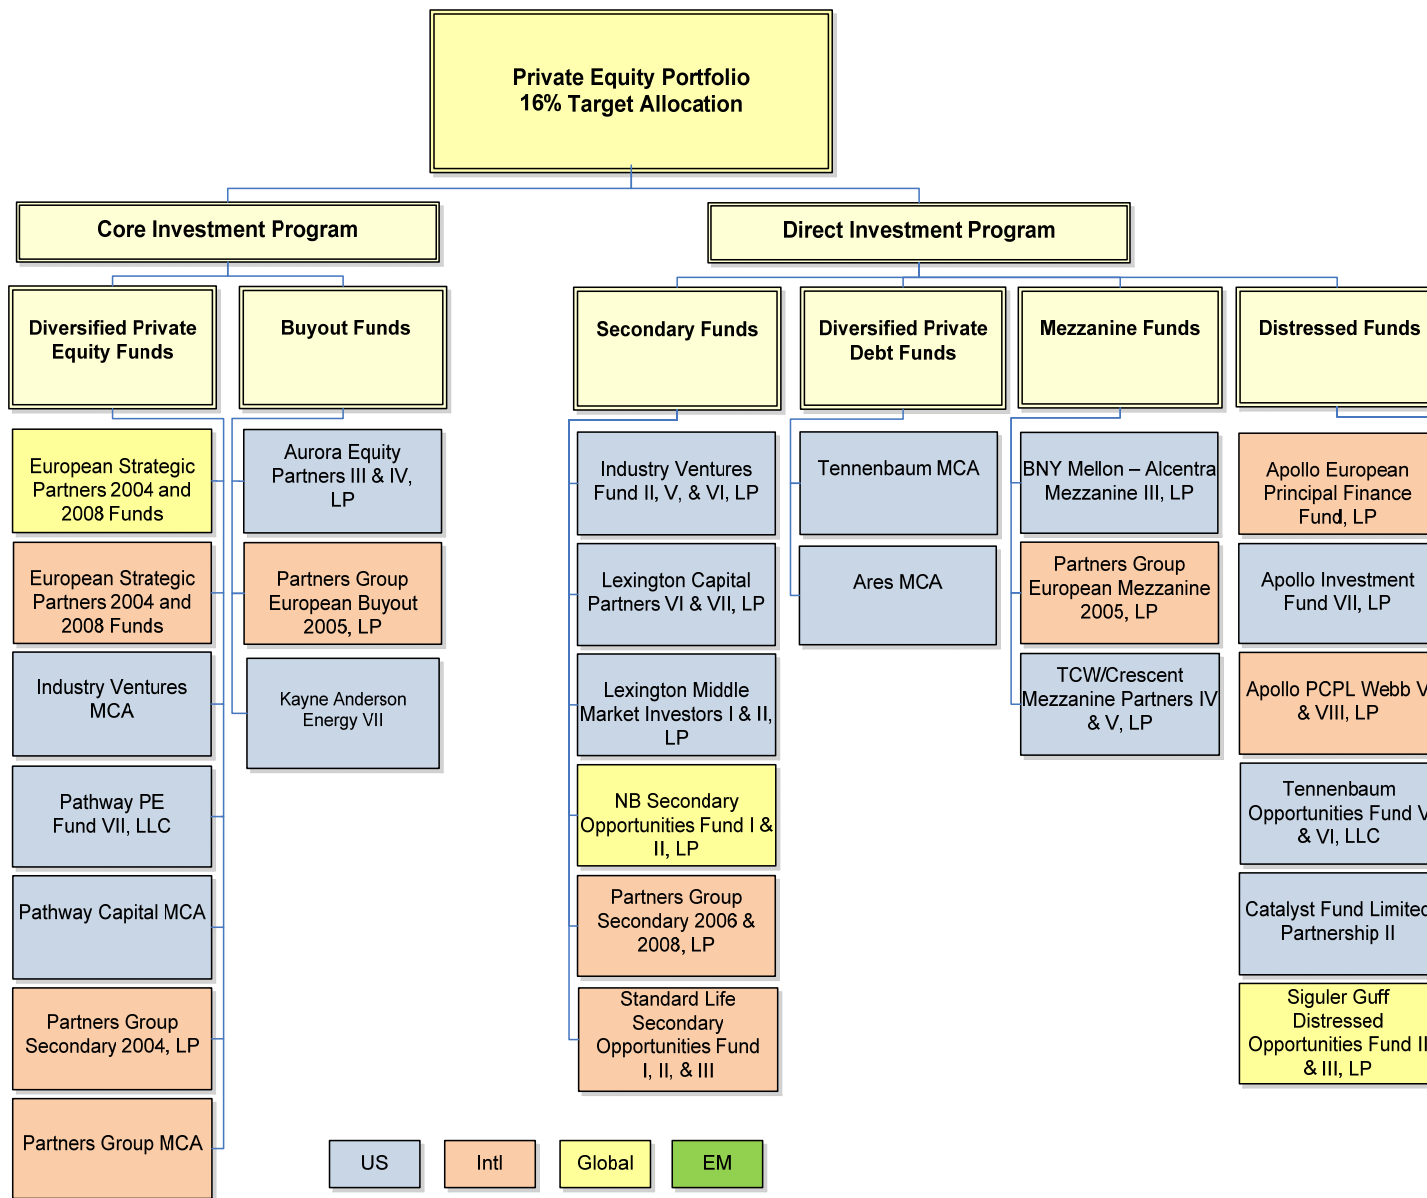 Private Equity Portfolio
16% Target Allocation
Core Investment Program
Direct Investment Program
Diversified Private
Equity Funds
Buyout Funds
Secondary Funds
Diversified Private
Debt Funds
Mezzanine Funds
Distressed Funds
European Strategic
Partners 2004 and
2008 Funds
European Strategic
Partners 2004 and
2008 Funds
Industry Ventures
MCA
Pathway PE
Fund VII, LLC
Pathway Capital MCA
Partners Group
Secondary 2004, LP
Partners Group MCA
Aurora Equity
Partners III & IV,
LP
Partners Group
European Buyout
2005, LP
Kayne Anderson
Energy VII
Industry Ventures
Fund II, V, & VI, LP
Lexington Capital
Partners VI & VII, LP
Lexington Middle
Market Investors I & II,
LP
NB Secondary
Opportunities Fund I &
II, LP
Partners Group
Secondary 2006 &
2008, LP
Standard Life
Secondary
Opportunities Fund
I, II, & III
Tennenbaum MCA
Ares MCA
BNY Mellon – Alcentra
Mezzanine III, LP
Partners Group
European Mezzanine
2005, LP
TCW/Crescent
Mezzanine Partners IV
& V, LP
Apollo European
Principal Finance
Fund, LP
Apollo Investment
Fund VII, LP
Apollo PCPL Webb
& VIII, LP
Tennenbaum
Opportunities Fund V
& VI, LLC
Catalyst Fund Limited
Partnership II
Siguler Guff
Distressed
Opportunities Fund II
& III, LP
US
Intl
Global
EM